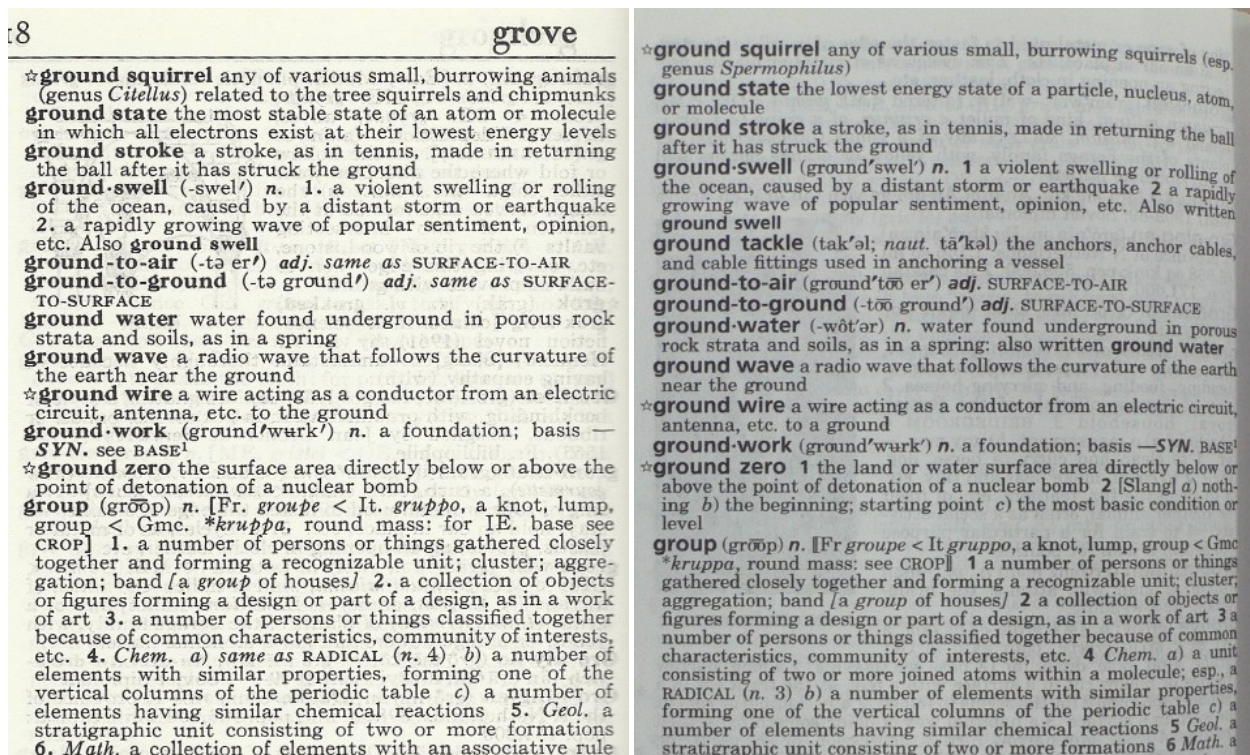 18 grove
☆ground squirrel any of various small, burrowing animals
(genus Citellus) related to the tree squirrels and chipmunks
ground state the most stable state of an atom or molecule
in which all electrons exist at their lowest energy levels
ground stroke a stroke, as in tennis, made in returning
the ball after it has struck the ground
ground·swell (-swel′) n. 1. a violent swelling or rolling
of the ocean, caused by a distant storm or earthquake
2. a rapidly growing wave of popular sentiment, opinion,
etc. Also ground swell
ground-to-air (-tə er′) adj. same as SURFACE-TO-AIR
ground-to-ground (-tə ground′) adj. same as SURFACE-
TO-SURFACE
ground water water found underground in porous rock
strata and soils, as in a spring
ground wave a radio wave that follows the curvature of
the earth near the ground
☆ground wire a wire acting as a conductor from an electric
circuit, antenna, etc. to the ground
ground·work (ground′wʉrk′) n. a foundation; basis —
SYN. see BASE¹
☆ground zero the surface area directly below or above the
point of detonation of a nuclear bomb
group (gro͞op) n. [Fr. groupe < It. gruppo, a knot, lump,
group < Gmc. *kruppa, round mass: for IE. base see
CROP] 1. a number of persons or things gathered closely
together and forming a recognizable unit; cluster; aggre-
gation; band [a group of houses] 2. a collection of objects
or figures forming a design or part of a design, as in a work
of art 3. a number of persons or things classified together
because of common characteristics, community of interests,
etc. 4. Chem. a) same as RADICAL (n. 4) b) a number of
elements with similar properties, forming one of the
vertical columns of the periodic table c) a number of
elements having similar chemical reactions 5. Geol. a
stratigraphic unit consisting of two or more formations
6. Math. a collection of elements with an associative rule
☆ground squirrel any of various small, burrowing squirrels (esp.
genus Spermophilus)
ground state the lowest energy state of a particle, nucleus, atom,
or molecule
ground stroke a stroke, as in tennis, made in returning the ball
after it has struck the ground
ground·swell (ground′swel′) n. 1 a violent swelling or rolling of
the ocean, caused by a distant storm or earthquake 2 a rapidly
growing wave of popular sentiment, opinion, etc. Also written
ground swell
ground tackle (tak′əl; naut. tā′kəl) the anchors, anchor cables,
and cable fittings used in anchoring a vessel
ground-to-air (ground′to͞o er′) adj. SURFACE-TO-AIR
ground-to-ground (-to͞o ground′) adj. SURFACE-TO-SURFACE
ground·water (-wôt′ər) n. water found underground in porous
rock strata and soils, as in a spring: also written ground water
ground wave a radio wave that follows the curvature of the earth
near the ground
☆ground wire a wire acting as a conductor from an electric circuit,
antenna, etc. to a ground
ground·work (ground′wʉrk′) n. a foundation; basis —SYN. BASE¹
☆ground zero 1 the land or water surface area directly below or
above the point of detonation of a nuclear bomb 2 [Slang] a) noth-
ing b) the beginning; starting point c) the most basic condition or
level
group (gro͞op) n. ⟦Fr groupe < It gruppo, a knot, lump, group < Gmc
*kruppa, round mass: see CROP⟧ 1 a number of persons or things
gathered closely together and forming a recognizable unit; cluster;
aggregation; band [a group of houses] 2 a collection of objects or
figures forming a design or part of a design, as in a work of art 3 a
number of persons or things classified together because of common
characteristics, community of interests, etc. 4 Chem. a) a unit
consisting of two or more joined atoms within a molecule; esp., a
RADICAL (n. 3) b) a number of elements with similar properties,
forming one of the vertical columns of the periodic table c) a
number of elements having similar chemical reactions 5 Geol. a
stratigraphic unit consisting of two or more formations 6 Math. a